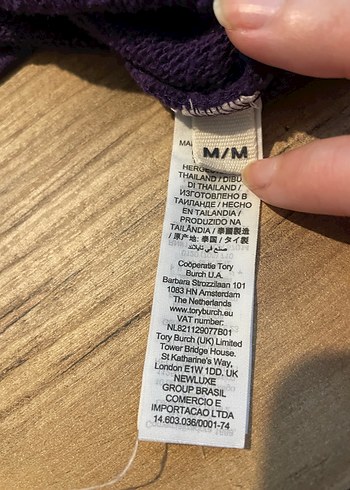 M/M
THAILAND / DIBU
DI THAILAND /
ИЗГОТОВЛЕНО В
ТАИЛАНДЕ / HECHO
EN TAILANDIA /
PRODUZIDO NA
TAILÂNDIA / 泰國製造
/ 原产地: 泰国 / タイ製
صنع في تايلاند
Coöperatie Tory
Burch U.A.
Barbara Strozzilaan 101
1083 HN Amsterdam
The Netherlands
www.toryburch.eu
VAT number:
NL821129077B01
Tory Burch (UK) Limited
Tower Bridge House.
St Katharine's Way,
London E1W 1DD. UK
NEWLUXE
GROUP BRASIL
COMERCIO E
IMPORTACAO LTDA
14.603.036/0001-74